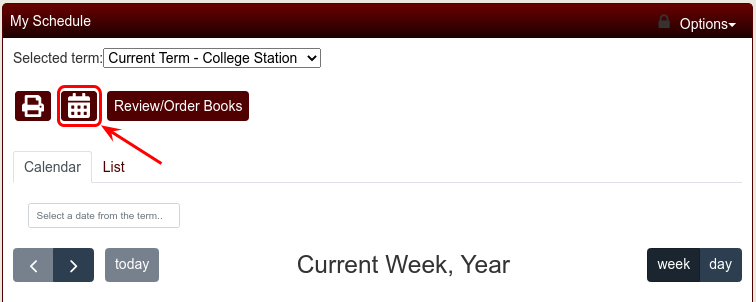 My Schedule
Options
Selected term: Current Term - College Station
Review/Order Books
Calendar List
Select a date from the term..
today Current Week, Year week day